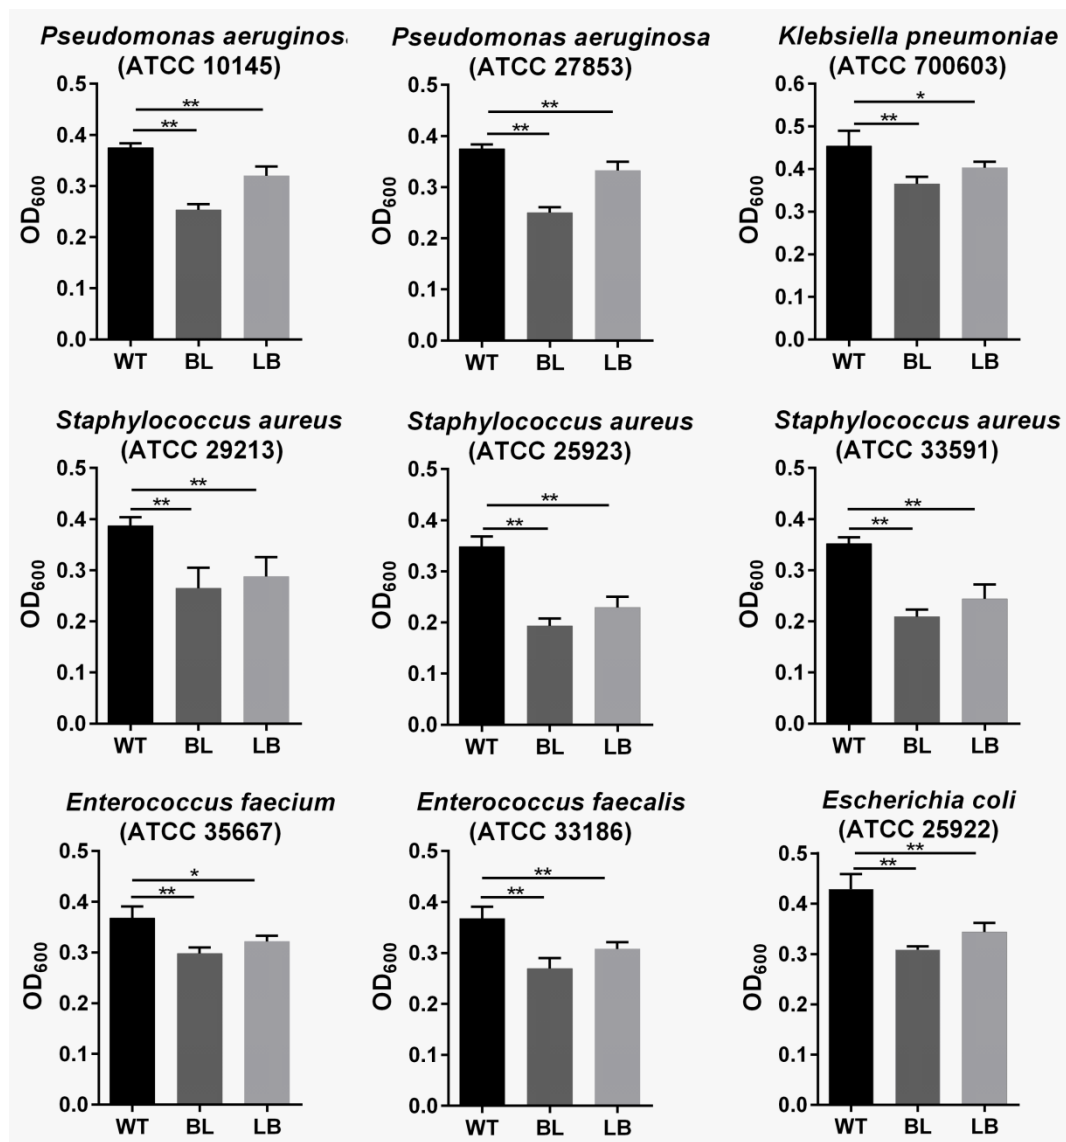 Pseudomonas aeruginosa
(ATCC 10145)
0.5
**
0.4
**
0.3
0.2
0.1
0.0
OD600
WT BL LB
Pseudomonas aeruginosa
(ATCC 27853)
0.5
**
0.4
**
0.3
0.2
0.1
0.0
OD600
WT BL LB
Klebsiella pneumoniae
(ATCC 700603)
0.6
*
0.5
**
0.4
0.3
0.2
0.1
0.0
OD600
WT BL LB
Staphylococcus aureus
(ATCC 29213)
0.5
**
**
0.4
0.3
0.2
0.1
0.0
OD600
WT BL LB
Staphylococcus aureus
(ATCC 25923)
0.5
**
0.4
**
0.3
0.2
0.1
0.0
OD600
WT BL LB
Staphylococcus aureus
(ATCC 33591)
0.5
**
0.4
**
0.3
0.2
0.1
0.0
OD600
WT BL LB
Enterococcus faecium
(ATCC 35667)
0.5
*
0.4
**
0.3
0.2
0.1
0.0
OD600
WT BL LB
Enterococcus faecalis
(ATCC 33186)
0.5
**
0.4
**
0.3
0.2
0.1
0.0
OD600
WT BL LB
Escherichia coli
(ATCC 25922)
**
0.5
**
0.4
0.3
0.2
0.1
0.0
OD600
WT BL LB